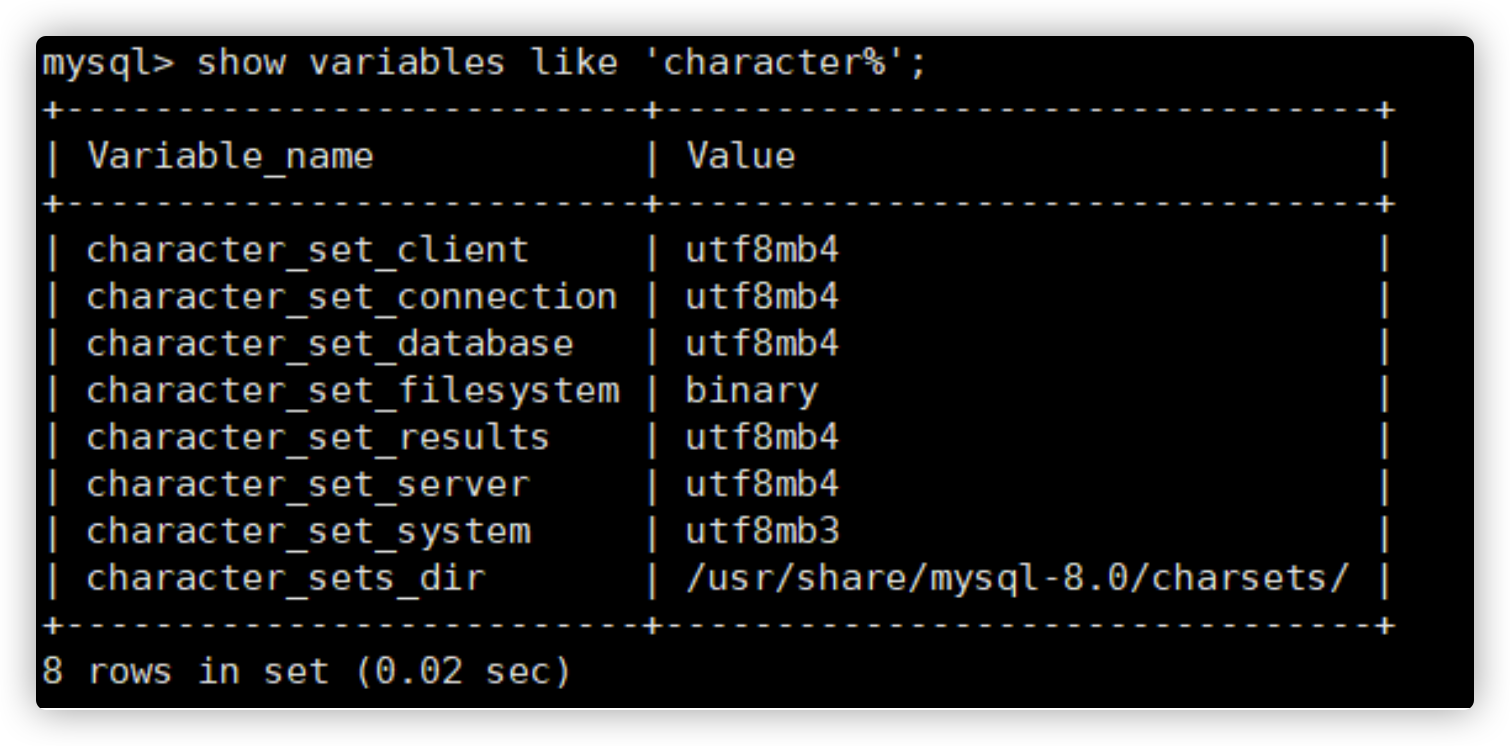 mysql> show variables like 'character%';
+--------------------------+--------------------------------+
| Variable_name            | Value                          |
+--------------------------+--------------------------------+
| character_set_client     | utf8mb4                        |
| character_set_connection | utf8mb4                        |
| character_set_database   | utf8mb4                        |
| character_set_filesystem | binary                         |
| character_set_results    | utf8mb4                        |
| character_set_server     | utf8mb4                        |
| character_set_system     | utf8mb3                        |
| character_sets_dir       | /usr/share/mysql-8.0/charsets/ |
+--------------------------+--------------------------------+
8 rows in set (0.02 sec)